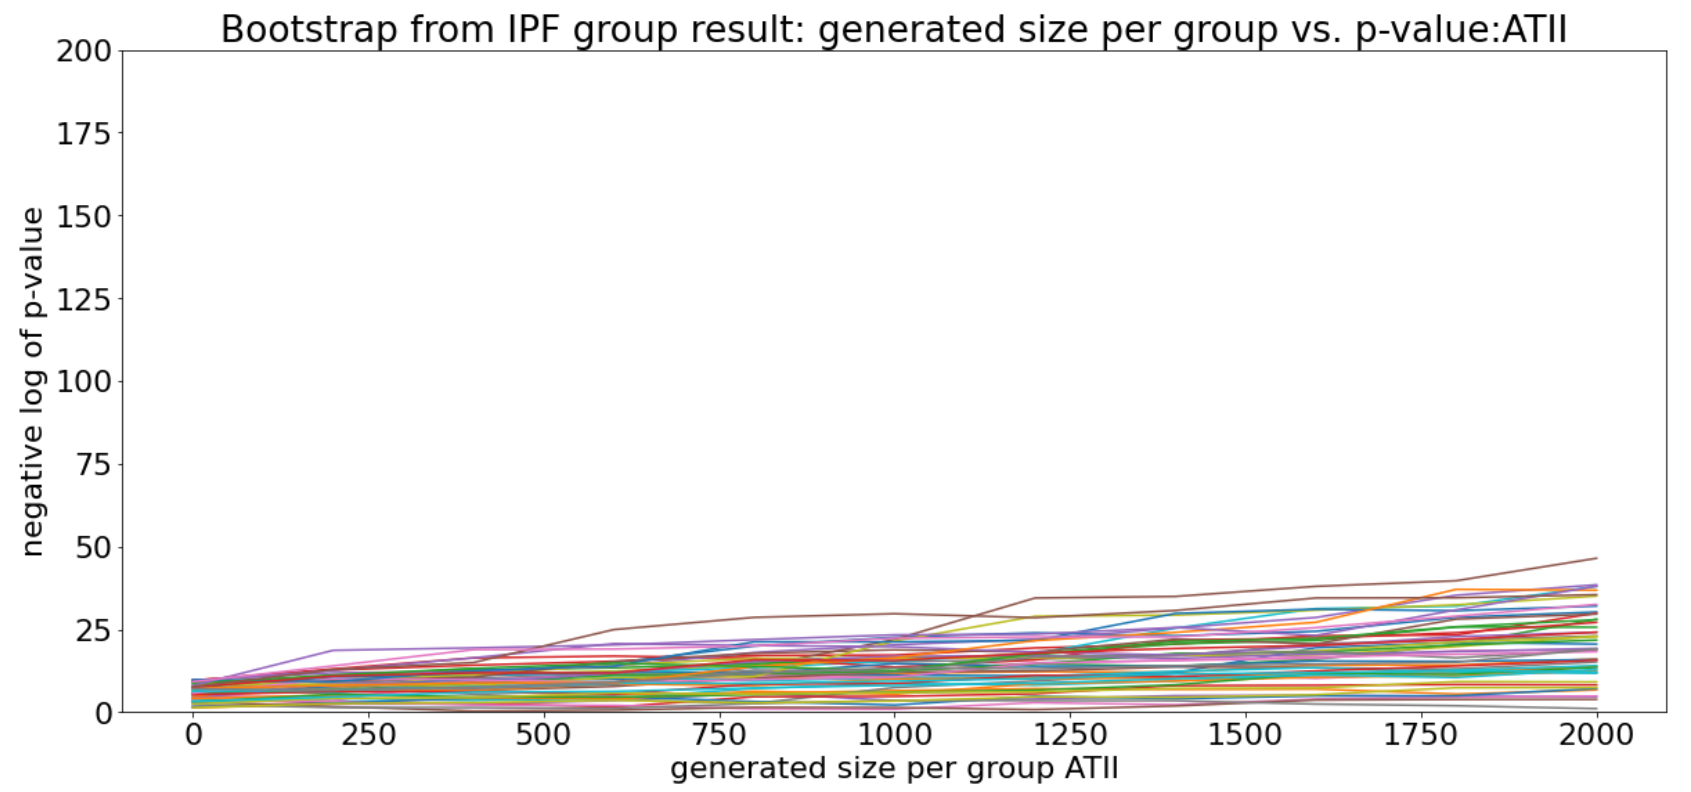 Bootstrap from IPF group result: generated size per group vs. p-value:ATII
200
175
150
125
100
75
50
25
0
negative log of p-value
0 250 500 750 1000 1250 1500 1750 2000
generated size per group ATII